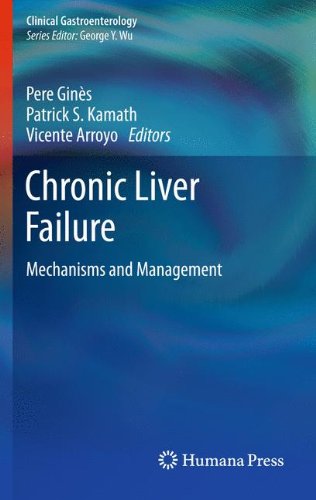 Clinical Gastroenterology
Series Editor: George Y. Wu
Pere Ginès
Patrick S. Kamath
Vicente Arroyo Editors
Chronic Liver
Failure
Mechanisms and Management
Humana Press